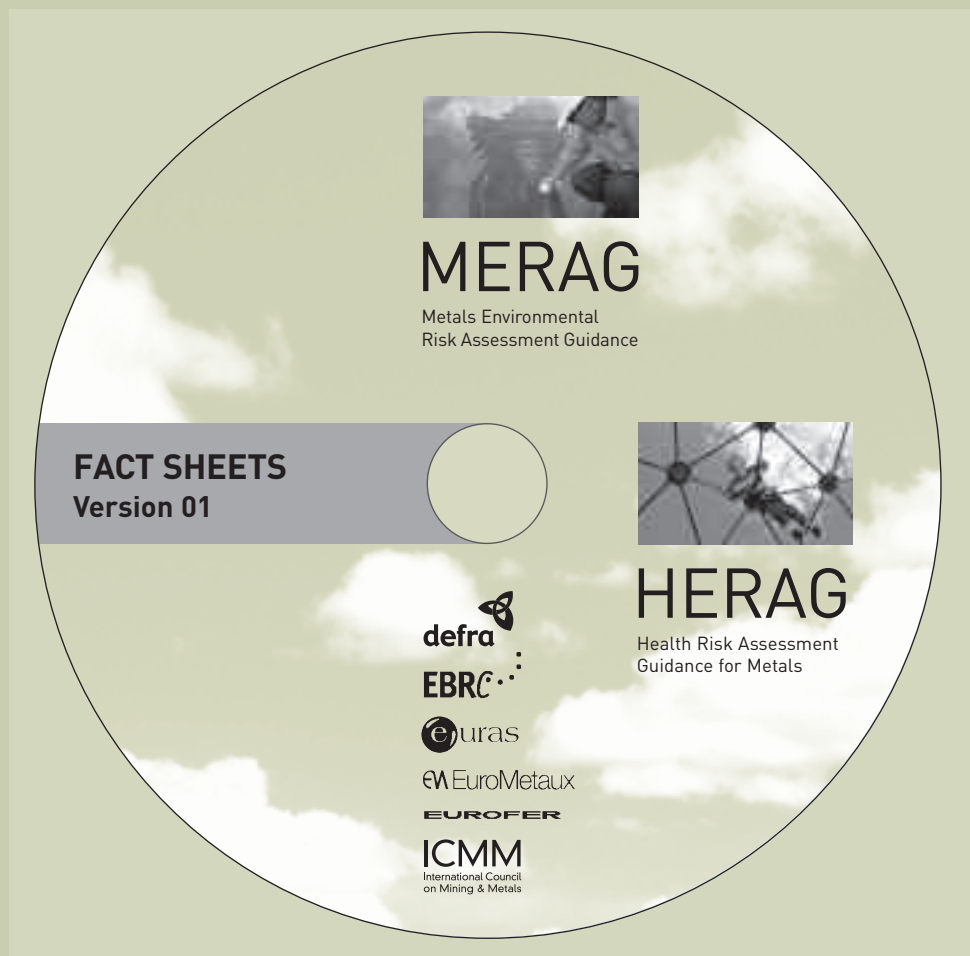 MERAG
Metals Environmental
Risk Assessment Guidance
FACT SHEETS
Version 01
HERAG
Health Risk Assessment
Guidance for Metals
defra
EBRC
euras
EuroMetaux
EUROFER
ICMM
International Council
on Mining & Metals